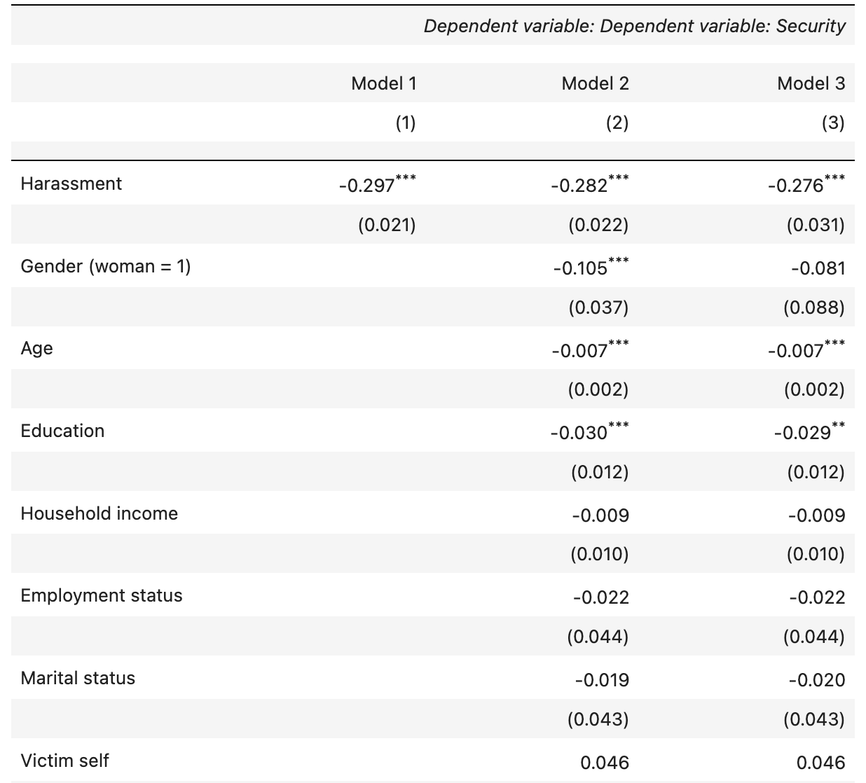 Dependent variable: Dependent variable: Security
Model 1 Model 2 Model 3
(1) (2) (3)
Harassment -0.297*** -0.282*** -0.276***
(0.021) (0.022) (0.031)
Gender (woman = 1) -0.105*** -0.081
(0.037) (0.088)
Age -0.007*** -0.007***
(0.002) (0.002)
Education -0.030*** -0.029**
(0.012) (0.012)
Household income -0.009 -0.009
(0.010) (0.010)
Employment status -0.022 -0.022
(0.044) (0.044)
Marital status -0.019 -0.020
(0.043) (0.043)
Victim self 0.046 0.046